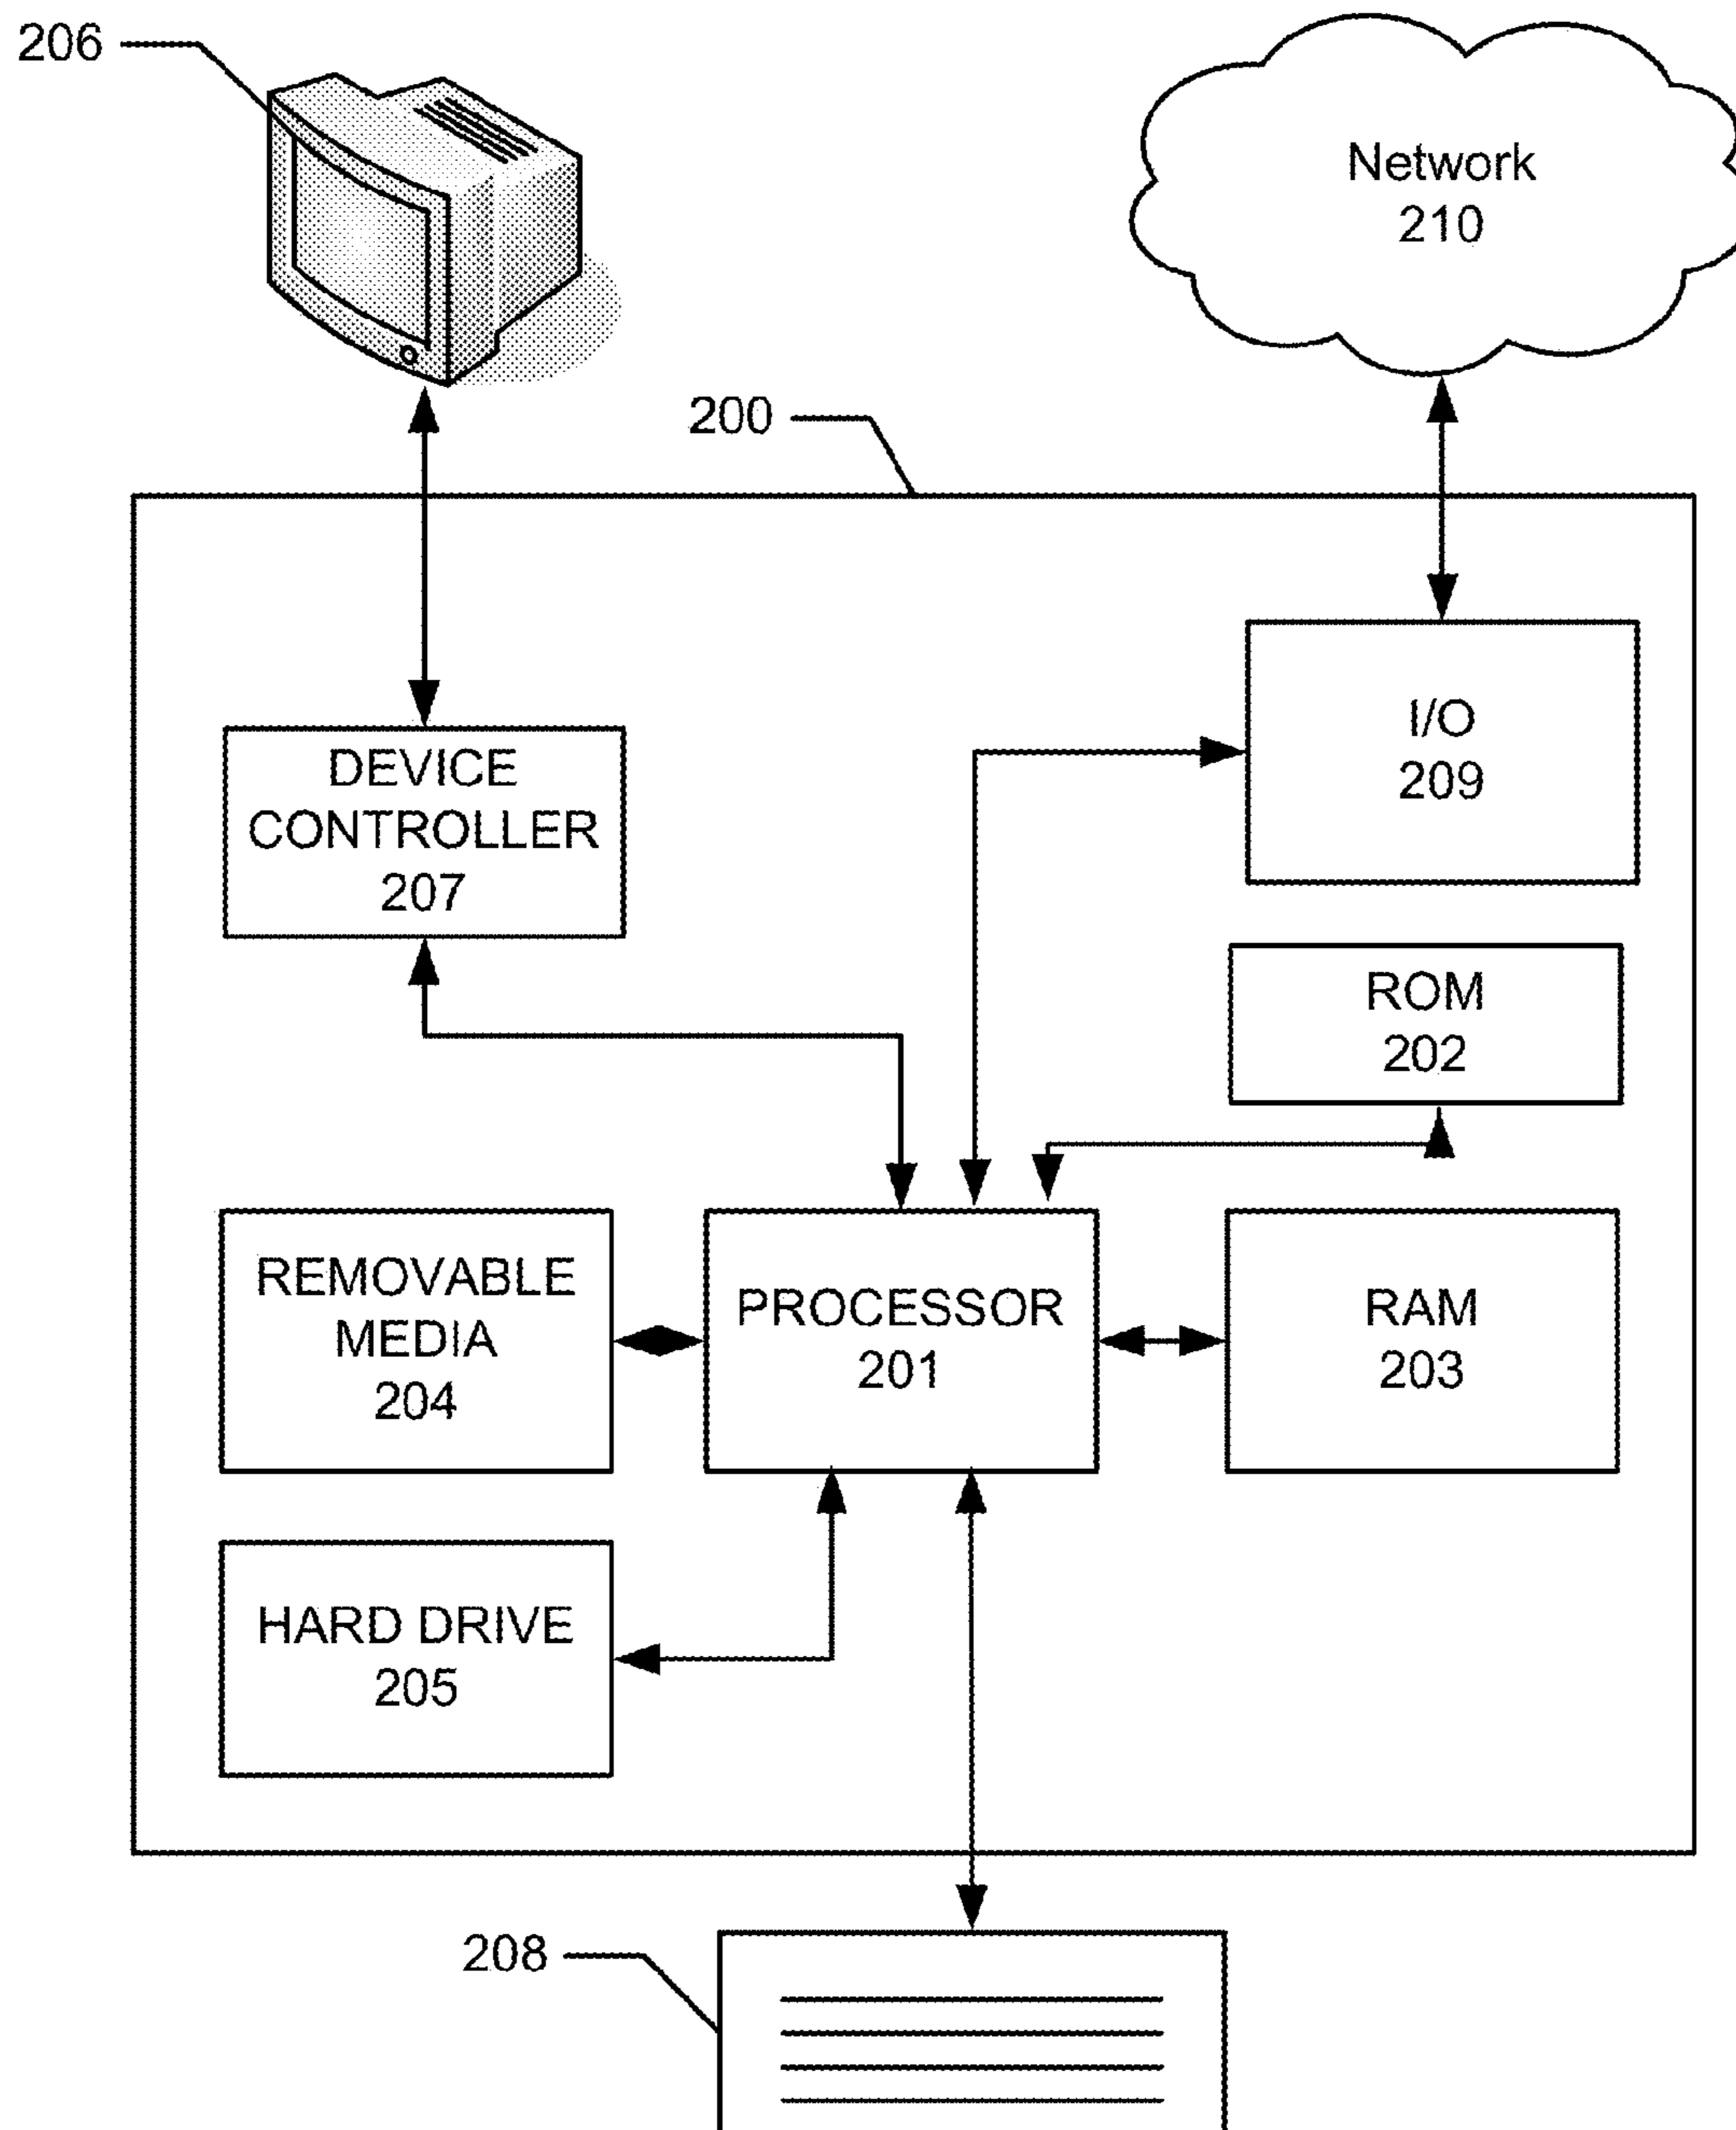 206
Network
210
200
I/O
209
DEVICE
CONTROLLER
207
ROM
202
REMOVABLE
MEDIA
204
PROCESSOR
201
RAM
203
HARD DRIVE
205
208